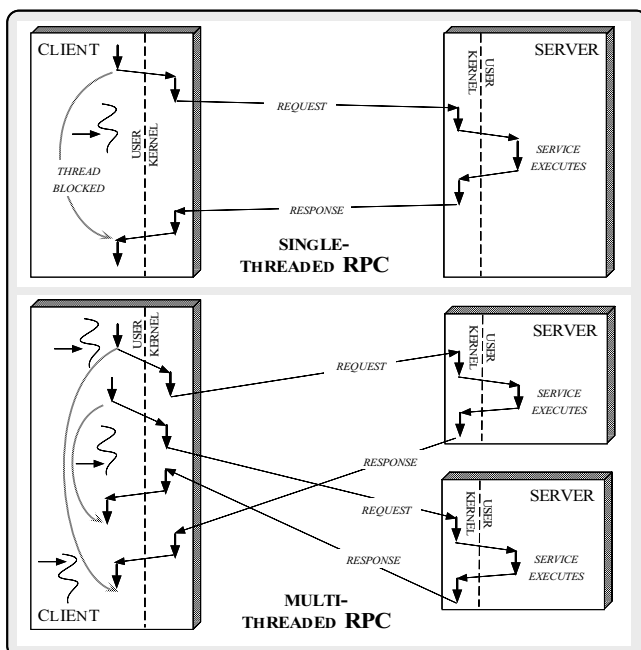 CLIENT
USER
KERNEL
THREAD
BLOCKED
REQUEST
RESPONSE
SERVER
KERNEL
USER
SERVICE
EXECUTES
SINGLE-
THREADED RPC
USER
KERNEL
CLIENT
REQUEST
RESPONSE
REQUEST
RESPONSE
SERVER
KERNEL
USER
SERVICE
EXECUTES
SERVER
KERNEL
USER
SERVICE
EXECUTES
MULTI-
THREADED RPC